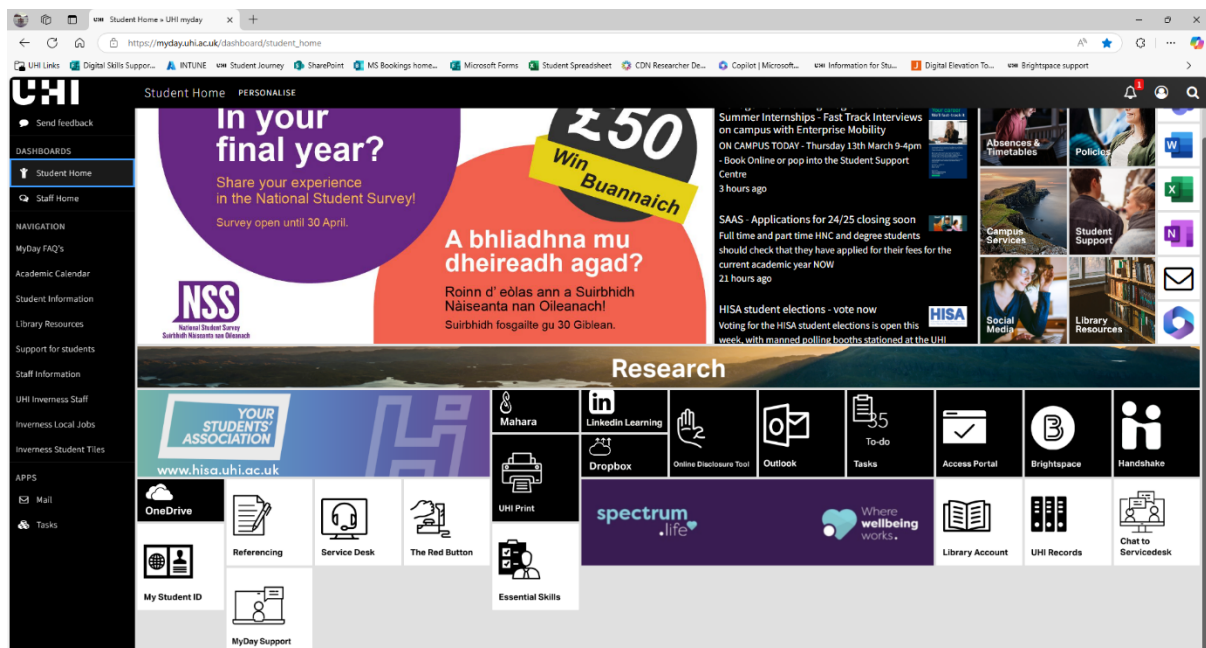 Student Home » UHI myday
https://myday.uhi.ac.uk/dashboard/student_home
UHI Links
Digital Skills Suppor...
INTUNE
Student Journey
SharePoint
MS Bookings home...
Microsoft Forms
Student Spreadsheet
CDN Researcher De...
Copilot | Microsoft...
Information for Stu...
Digital Elevation To...
Brightspace support
UHI
Student Home
PERSONALISE
1
Send feedback
DASHBOARDS
Student Home
Staff Home
NAVIGATION
MyDay FAQ's
Academic Calendar
Student Information
Library Resources
Support for students
Staff Information
UHI Inverness Staff
Inverness Local Jobs
Inverness Student Tiles
APPS
Mail
Tasks
In your
final year?
Share your experience
in the National Student Survey!
Survey open until 30 April.
NSS
National Student Survey
Suirbhidh Nàiseanta nan Oileanach
£50
Win
Buannaich
A bhliadhna mu
dheireadh agad?
Roinn d' eòlas ann a Suirbhidh
Nàiseanta nan Oileanach!
Suirbhidh fosgailte gu 30 Giblean.
Summer Internships - Fast Track Interviews
on campus with Enterprise Mobility
ON CAMPUS TODAY - Thursday 13th March 9-4pm
- Book Online or pop into the Student Support
Centre
3 hours ago
SAAS - Applications for 24/25 closing soon
Full time and part time HNC and degree students
should check that they have applied for their fees for the
current academic year NOW
21 hours ago
HISA student elections - vote now
Voting for the HISA student elections is open this
week, with manned polling booths stationed at the UHI
HISA
Absences &
Timetables
Policies
Campus
Services
Student
Support
Social
Media
Library
Resources
Research
YOUR
STUDENTS'
ASSOCIATION
www.hisa.uhi.ac.uk
Mahara
Linkedin Learning
Dropbox
Online Disclosure Tool
Outlook
35
To-do
Tasks
Access Portal
Brightspace
Handshake
OneDrive
Referencing
Service Desk
The Red Button
UHI Print
spectrum
.life
Where
wellbeing
works.
Library Account
UHI Records
Chat to
Servicedesk
My Student ID
MyDay Support
Essential Skills